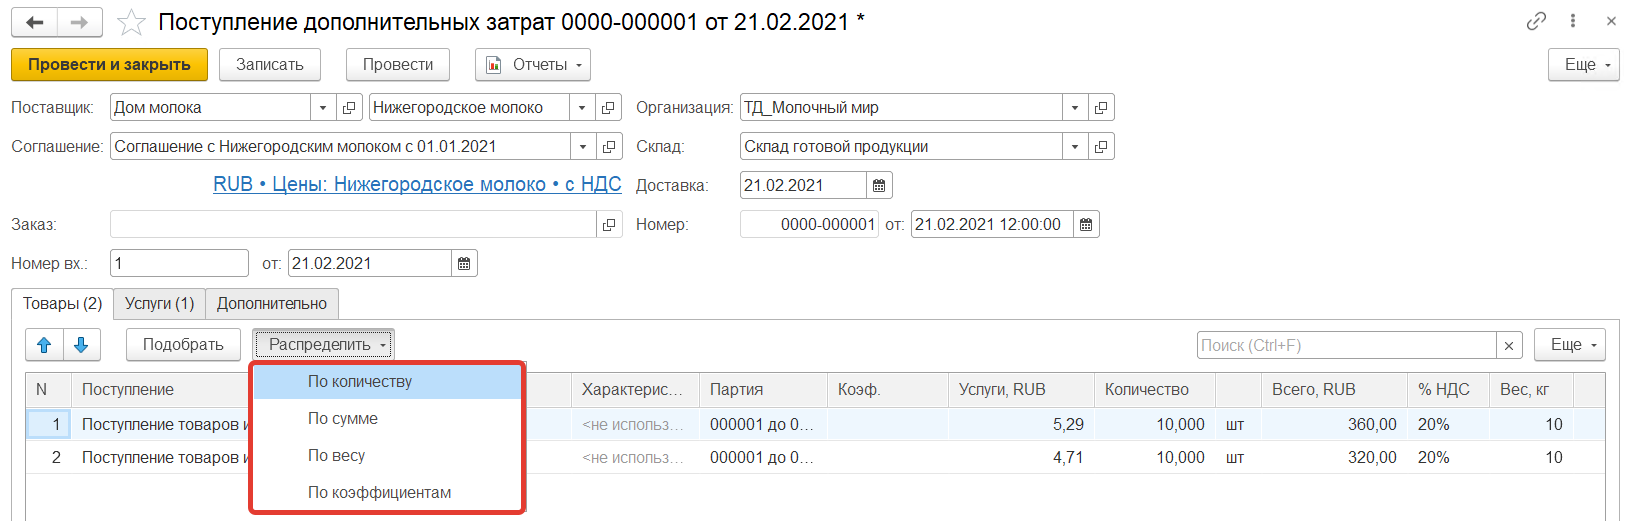 Поступление дополнительных затрат 0000-000001 от 21.02.2021 *
Провести и закрыть Записать Провести Отчеты Еще
Поставщик: Дом молока Нижегородское молоко Организация: ТД_Молочный мир
Соглашение: Соглашение с Нижегородским молоком с 01.01.2021 Склад: Склад готовой продукции
RUB • Цены: Нижегородское молоко • с НДС Доставка: 21.02.2021
Заказ: Номер: 0000-000001 от: 21.02.2021 12:00:00
Номер вх.: 1 от: 21.02.2021
Товары (2) Услуги (1) Дополнительно
Подобрать Распределить Поиск (Ctrl+F) × Еще
По количеству
По сумме
По весу
По коэффициентам
N Поступление Характерис... Партия Коэф. Услуги, RUB Количество Всего, RUB % НДС Вес, кг
1 Поступление товаров и <не использ... 000001 до 0... 5,29 10,000 шт 360,00 20% 10
2 Поступление товаров и <не использ... 000001 до 0... 4,71 10,000 шт 320,00 20% 10